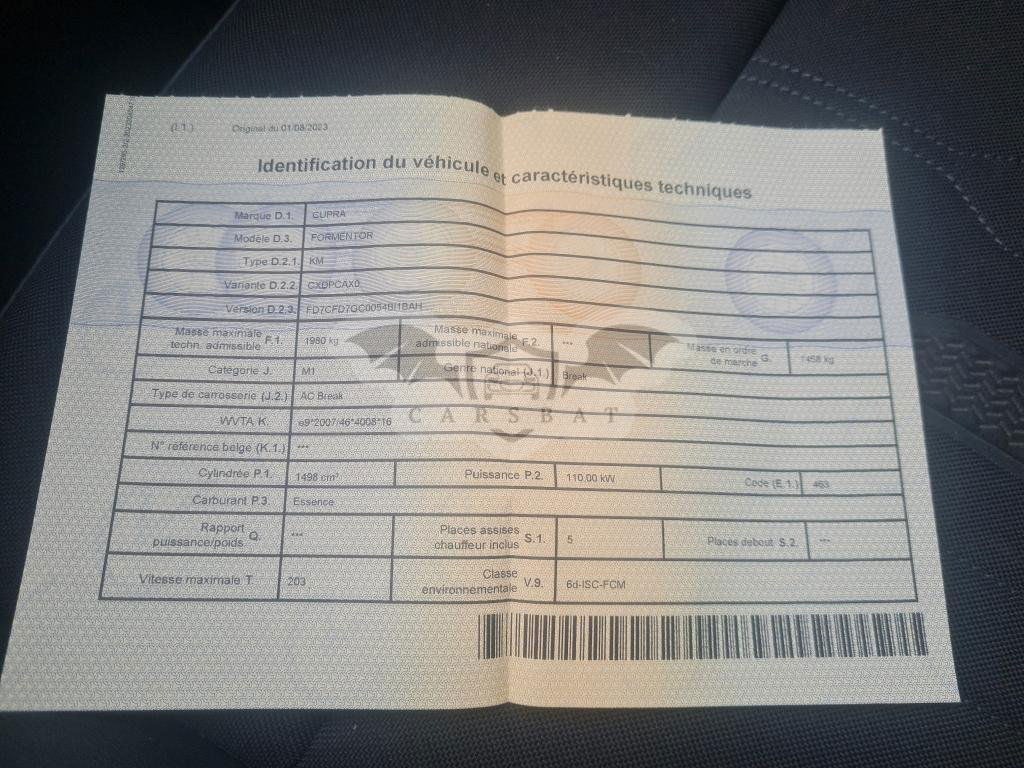 (I.1.) Original du 01/08/2023
Identification du véhicule et caractéristiques techniques
Marque D.1. CUPRA
Modèle D.3. FORMENTOR
Type D.2.1. KM
Variante D.2.2. CXDPCAX0
Version D.2.3. FD7CFD7GC0054BI1BAH
Masse maximale techn. admissible F.1. 1980 kg Masse maximale admissible nationale F.2. --- Masse en ordre de marche G. 1458 kg
Catégorie J. M1 Genre national (J.1.) Break
Type de carrosserie (J.2.) AC Break
CARSBAT
WVTA K. e9*2007/46*4008*16
N° référence belge (K.1.) ---
Cylindrée P.1. 1498 cm³ Puissance P.2. 110,00 kW Code (E.1.) 463
Carburant P.3. Essence
Rapport puissance/poids Q. --- Places assises chauffeur inclus S.1. 5 Places debout S.2. ---
Vitesse maximale T. 203 Classe environnementale V.9. 6d-ISC-FCM